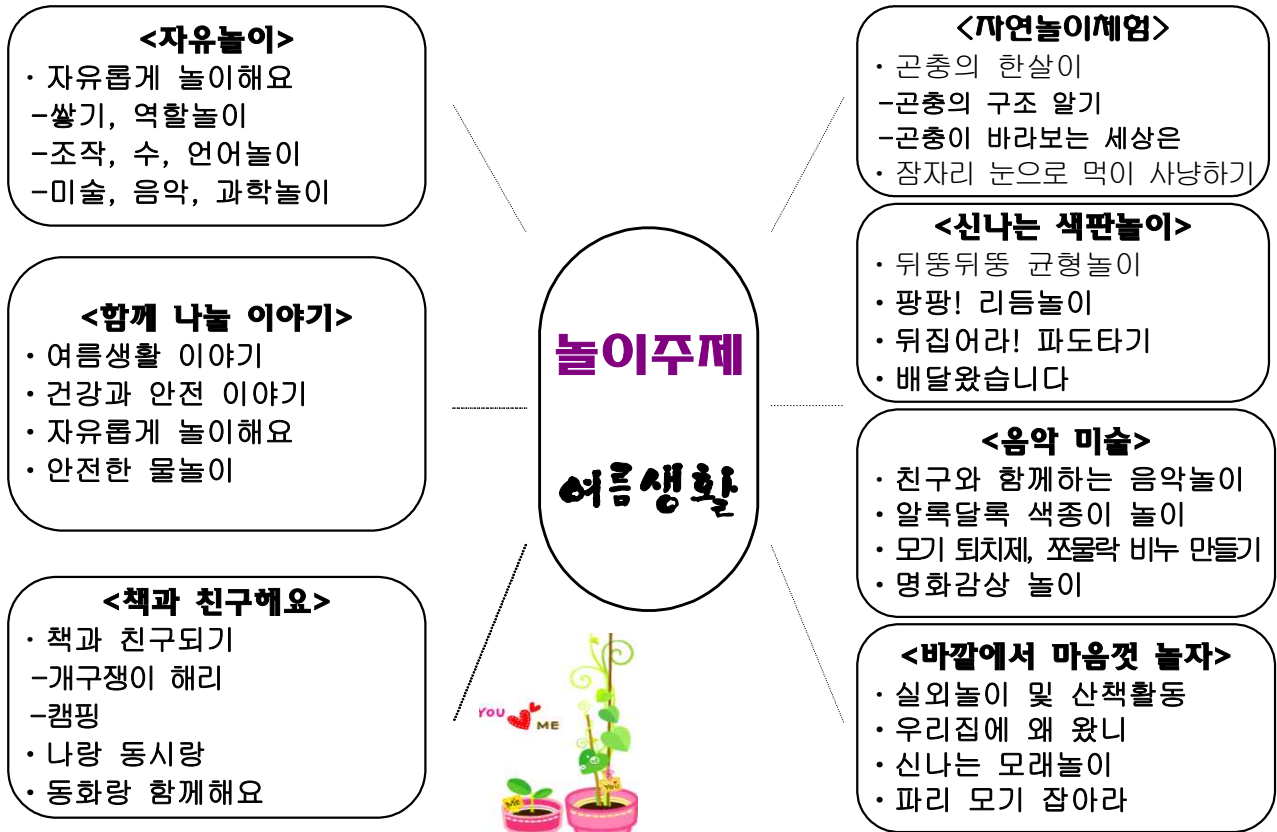 <자유놀이>
· 자유롭게 놀이해요
-쌓기, 역할놀이
-조작, 수, 언어놀이
-미술, 음악, 과학놀이
<함께 나눌 이야기>
· 여름생활 이야기
· 건강과 안전 이야기
· 자유롭게 놀이해요
· 안전한 물놀이
<책과 친구해요>
· 책과 친구되기
-개구쟁이 해리
-캠핑
· 나랑 동시랑
· 동화랑 함께해요
놀이주제
여름생활
YOU
ME
Me
You
<자연놀이체험>
· 곤충의 한살이
-곤충의 구조 알기
-곤충이 바라보는 세상은
· 잠자리 눈으로 먹이 사냥하기
<신나는 색판놀이>
· 뒤뚱뒤뚱 균형놀이
· 팡팡! 리듬놀이
· 뒤집어라! 파도타기
· 배달왔습니다
<음악 미술>
· 친구와 함께하는 음악놀이
· 알록달록 색종이 놀이
· 모기 퇴치제, 쪼물락 비누 만들기
· 명화감상 놀이
<바깥에서 마음껏 놀자>
· 실외놀이 및 산책활동
· 우리집에 왜 왔니
· 신나는 모래놀이
· 파리 모기 잡아라